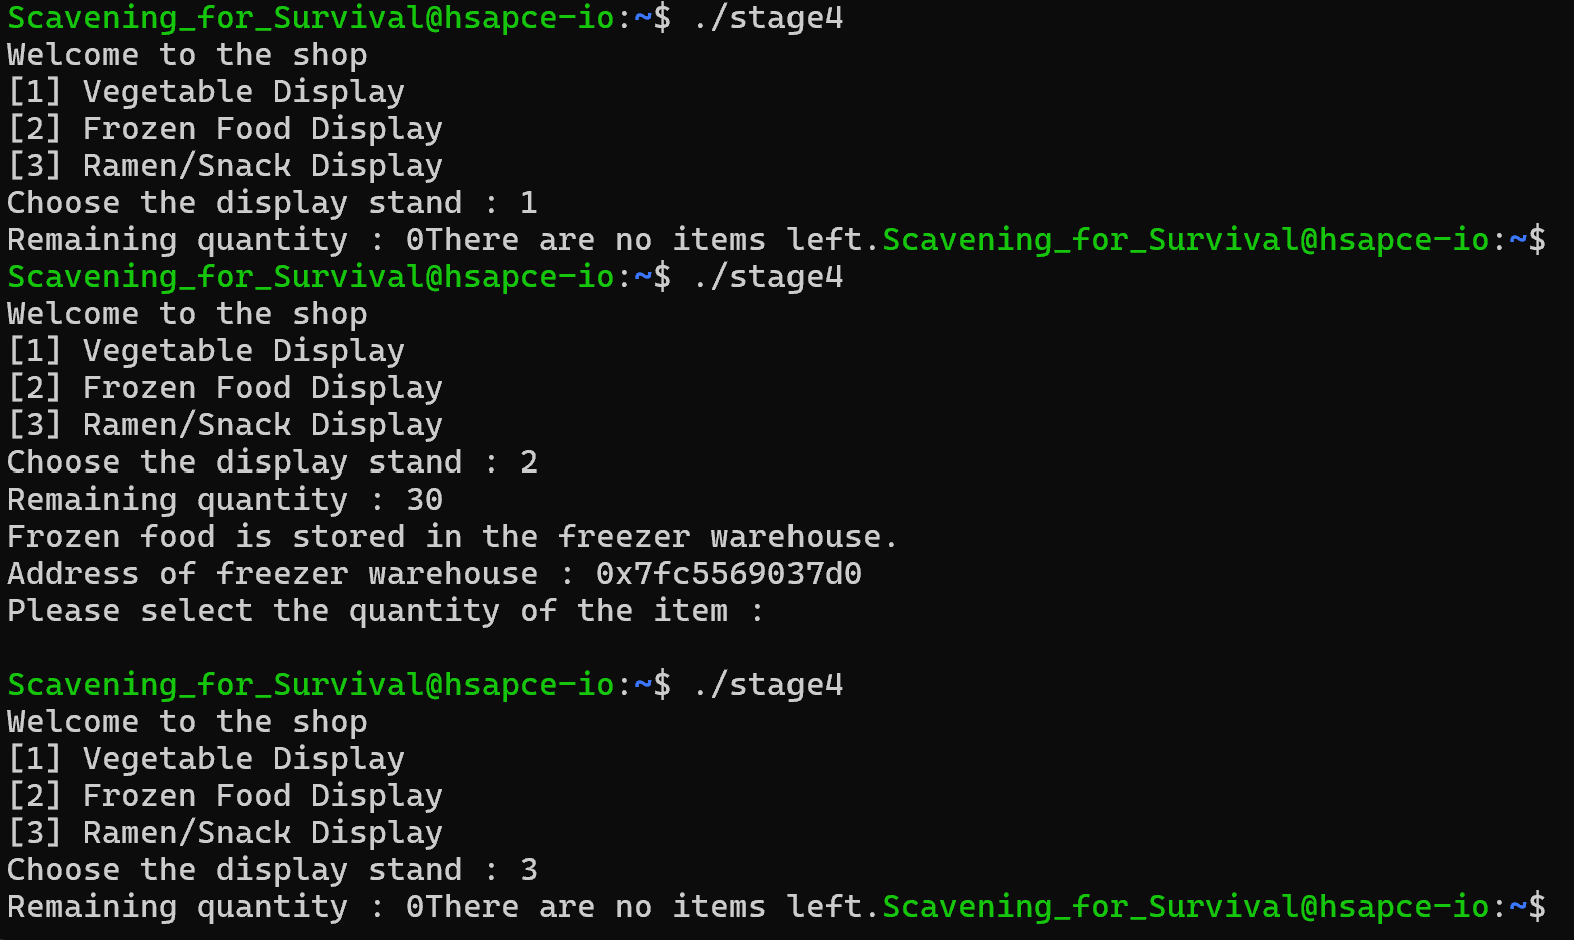 Scavening_for_Survival@hsapce-io:~$ ./stage4
Welcome to the shop
[1] Vegetable Display
[2] Frozen Food Display
[3] Ramen/Snack Display
Choose the display stand : 1
Remaining quantity : 0There are no items left.Scavening_for_Survival@hsapce-io:~$
Scavening_for_Survival@hsapce-io:~$ ./stage4
Welcome to the shop
[1] Vegetable Display
[2] Frozen Food Display
[3] Ramen/Snack Display
Choose the display stand : 2
Remaining quantity : 30
Frozen food is stored in the freezer warehouse.
Address of freezer warehouse : 0x7fc5569037d0
Please select the quantity of the item :
Scavening_for_Survival@hsapce-io:~$ ./stage4
Welcome to the shop
[1] Vegetable Display
[2] Frozen Food Display
[3] Ramen/Snack Display
Choose the display stand : 3
Remaining quantity : 0There are no items left.Scavening_for_Survival@hsapce-io:~$